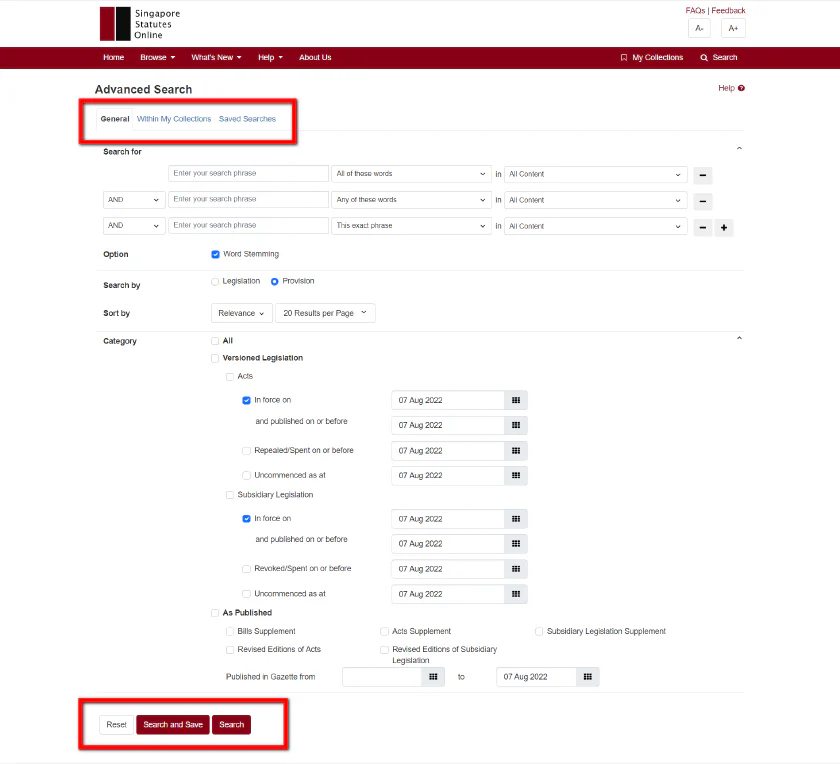 Singapore
Statutes
Online
FAQs | Feedback
A- A+
Home Browse What's New Help About Us My Collections Search
Advanced Search Help
General Within My Collections Saved Searches
Search for
Enter your search phrase All of these words in All Content
AND Enter your search phrase Any of these words in All Content
AND Enter your search phrase This exact phrase in All Content
Option Word Stemming
Search by Legislation Provision
Sort by Relevance 20 Results per Page
Category All
Versioned Legislation
Acts
In force on 07 Aug 2022
and published on or before 07 Aug 2022
Repealed/Spent on or before 07 Aug 2022
Uncommenced as at 07 Aug 2022
Subsidiary Legislation
In force on 07 Aug 2022
and published on or before 07 Aug 2022
Revoked/Spent on or before 07 Aug 2022
Uncommenced as at 07 Aug 2022
As Published
Bills Supplement Acts Supplement Subsidiary Legislation Supplement
Revised Editions of Acts Revised Editions of Subsidiary
Legislation
Published in Gazette from to 07 Aug 2022
Reset Search and Save Search